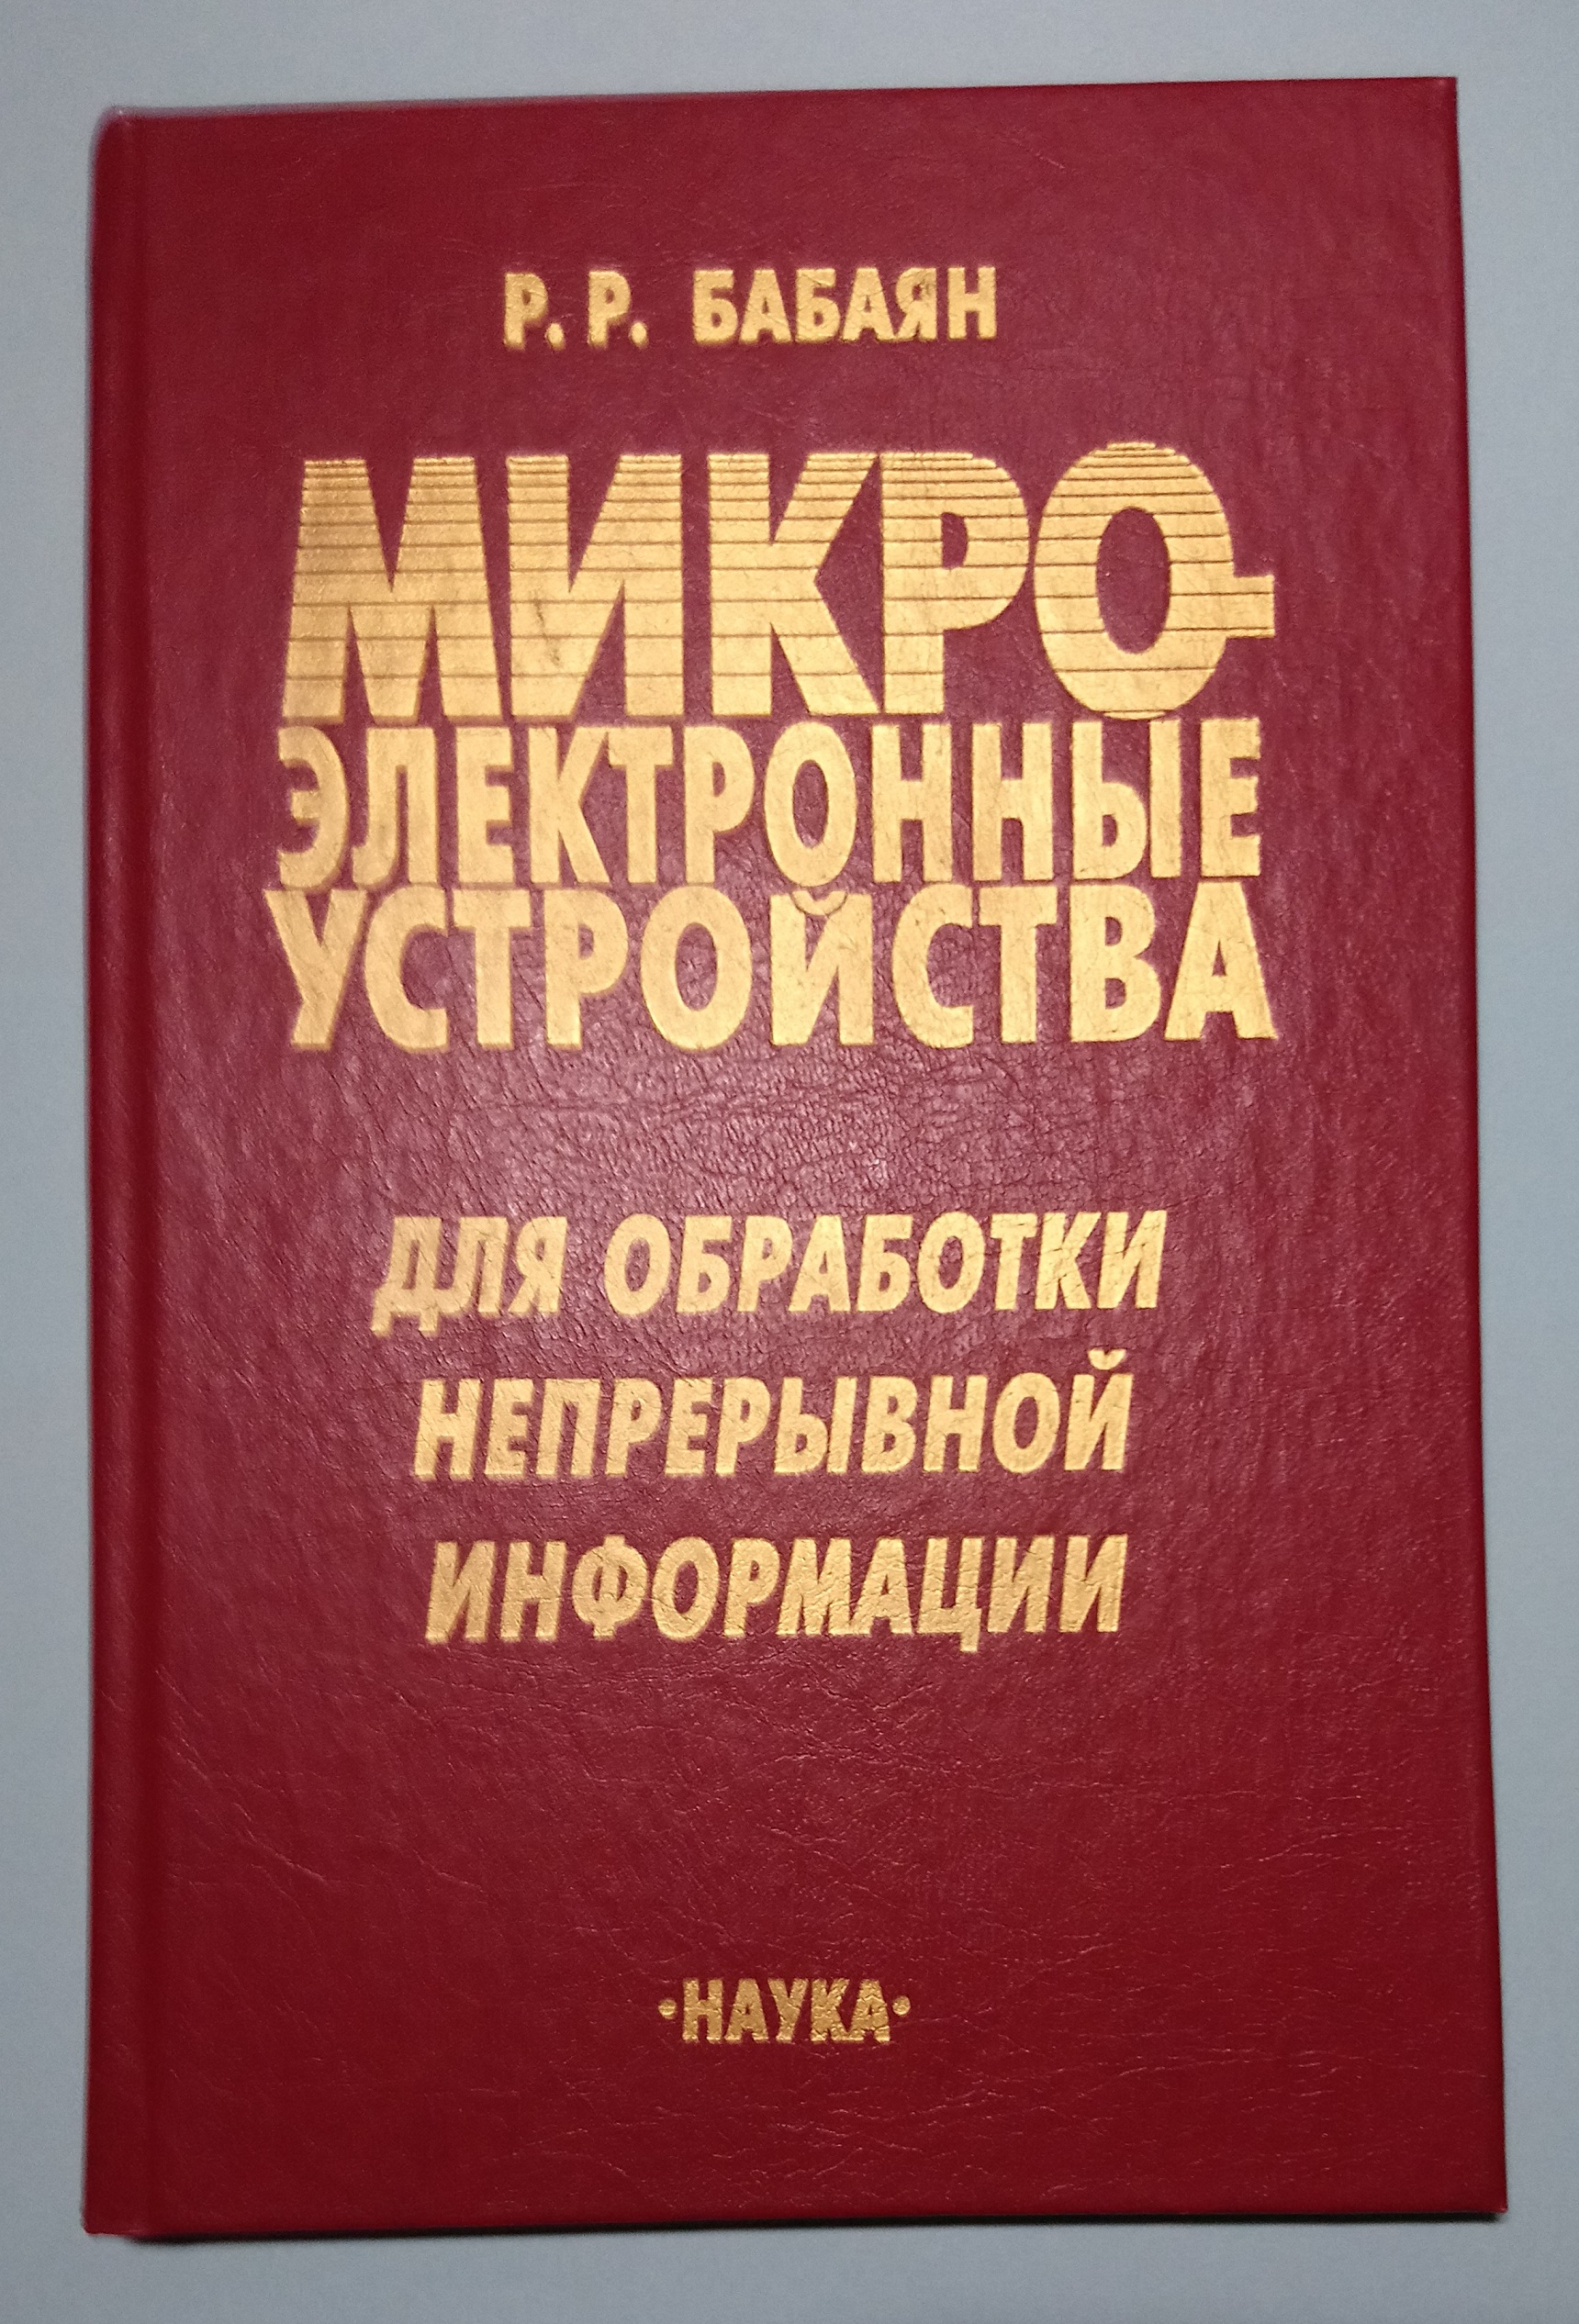 Р. Р. БАБАЯН
МИКРО-
ЭЛЕКТРОННЫЕ
УСТРОЙСТВА
ДЛЯ ОБРАБОТКИ
НЕПРЕРЫВНОЙ
ИНФОРМАЦИИ
·НАУКА·